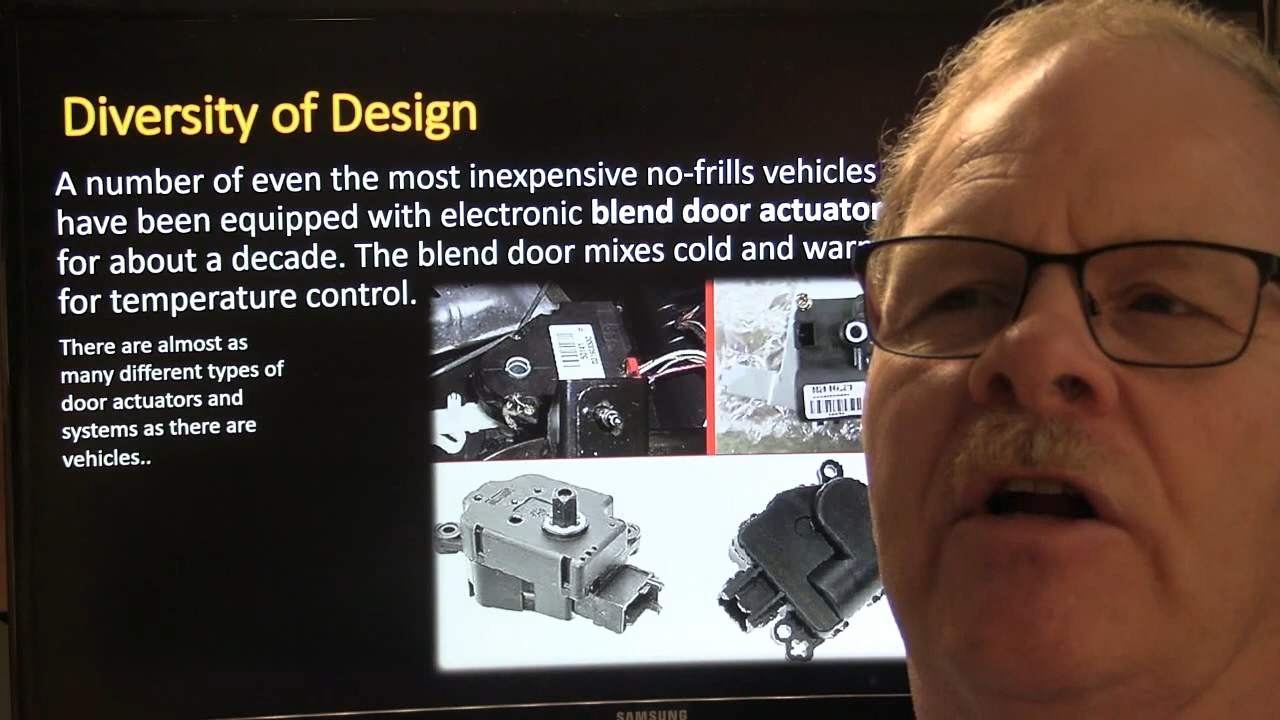 Diversity of Design
A number of even the most inexpensive no-frills vehicles
have been equipped with electronic blend door actuator
for about a decade. The blend door mixes cold and
for temperature control.
There are almost as
many different types of
door actuators and
systems as there are
vehicles..
SAMSUNG